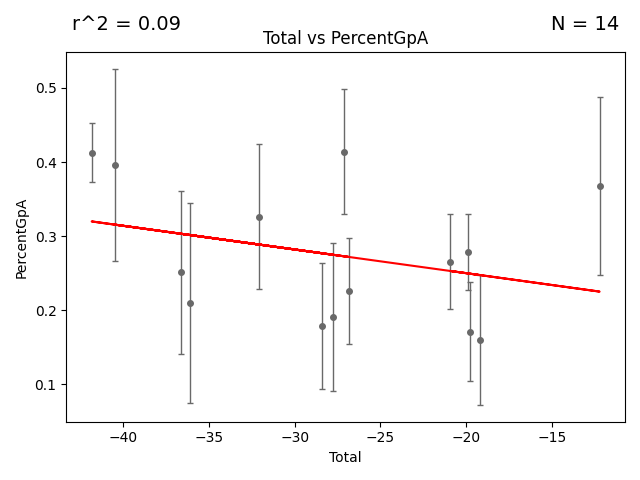 r^2 = 0.09
N = 14
Total vs PercentGpA
0.5
0.4
0.3
0.2
0.1
PercentGpA
−40
−35
−30
−25
−20
−15
Total